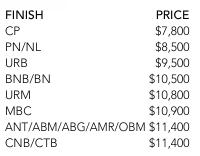 FINISH PRICE
CP $7,800
PN/NL $8,500
URB $9,500
BNB/BN $10,500
URM $10,800
MBC $10,900
ANT/ABM/ABG/AMR/OBM $11,400
CNB/CTB $11,400